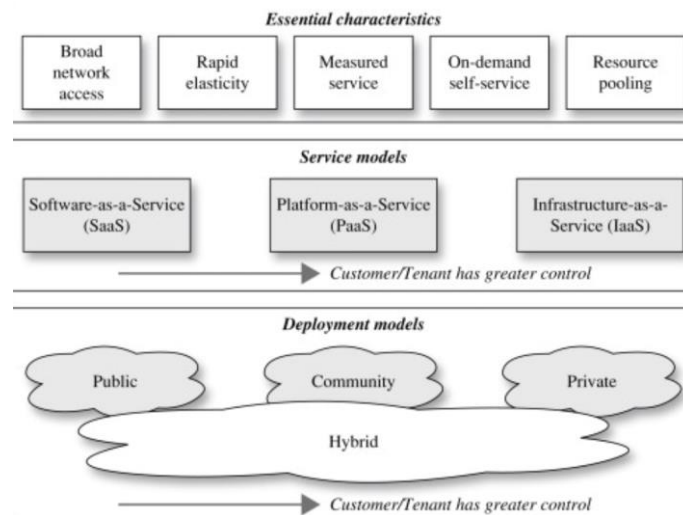 Essential characteristics
Broad
network
access
Rapid
elasticity
Measured
service
On-demand
self-service
Resource
pooling
Service models
Software-as-a-Service
(SaaS)
Platform-as-a-Service
(PaaS)
Infrastructure-as-a-
Service (IaaS)
Customer/Tenant has greater control
Deployment models
Public
Community
Private
Hybrid
Customer/Tenant has greater control